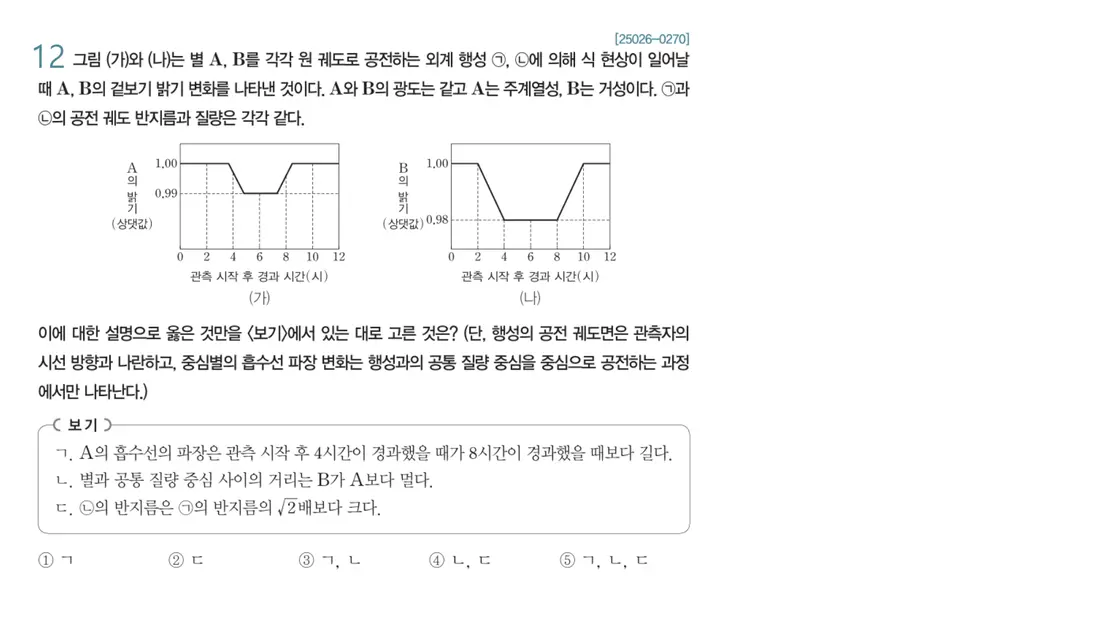 [25026-0270]
12 그림 (가)와 (나)는 별 A, B를 각각 원 궤도로 공전하는 외계 행성 ㉠, ㉡에 의해 식 현상이 일어날
때 A, B의 겉보기 밝기 변화를 나타낸 것이다. A와 B의 광도는 같고 A는 주계열성, B는 거성이다. ㉠과
㉡의 공전 궤도 반지름과 질량은 각각 같다.
A의 밝기 (상댓값)
1.00
0.99
0 2 4 6 8 10 12
관측 시작 후 경과 시간(시)
(가)
B의 밝기 (상댓값)
1.00
0.98
0 2 4 6 8 10 12
관측 시작 후 경과 시간(시)
(나)
이에 대한 설명으로 옳은 것만을 <보기>에서 있는 대로 고른 것은? (단, 행성의 공전 궤도면은 관측자의
시선 방향과 나란하고, 중심별의 흡수선 파장 변화는 행성과의 공통 질량 중심을 중심으로 공전하는 과정
에서만 나타난다.)
보기
ㄱ. A의 흡수선의 파장은 관측 시작 후 4시간이 경과했을 때가 8시간이 경과했을 때보다 길다.
ㄴ. 별과 공통 질량 중심 사이의 거리는 B가 A보다 멀다.
ㄷ. ㉡의 반지름은 ㉠의 반지름의 √2배보다 크다.
① ㄱ ② ㄷ ③ ㄱ, ㄴ ④ ㄴ, ㄷ ⑤ ㄱ, ㄴ, ㄷ